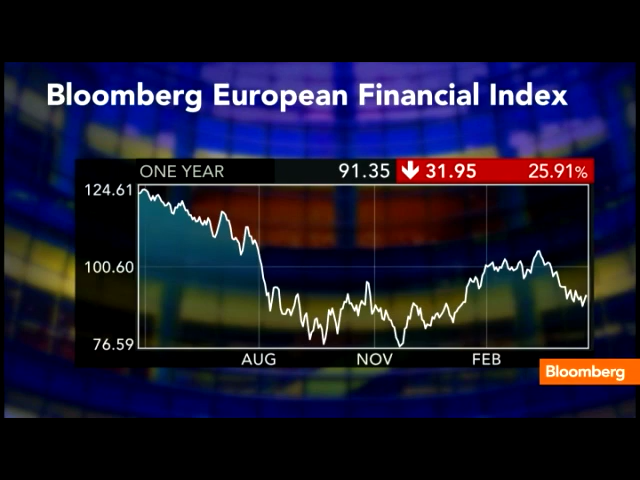 Bloomberg European Financial Index
ONE YEAR 91.35 31.95 25.91%
124.61
100.60
76.59
AUG NOV FEB
Bloomberg